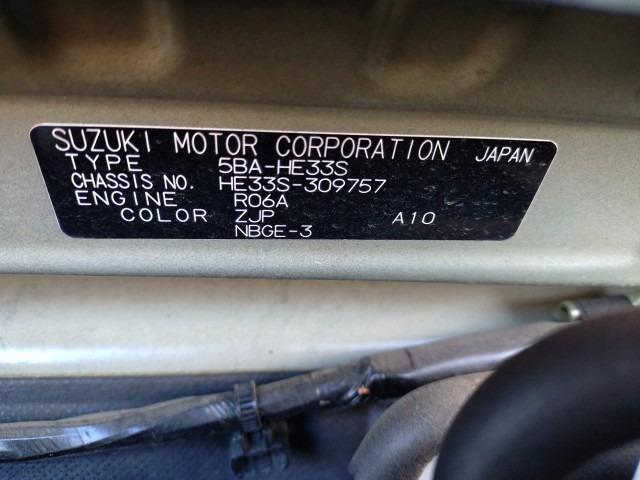 SUZUKI MOTOR CORPORATION JAPAN
TYPE 5BA-HE33S
CHASSIS NO. HE33S-309757
ENGINE R06A
COLOR ZJP A10
NBGE-3